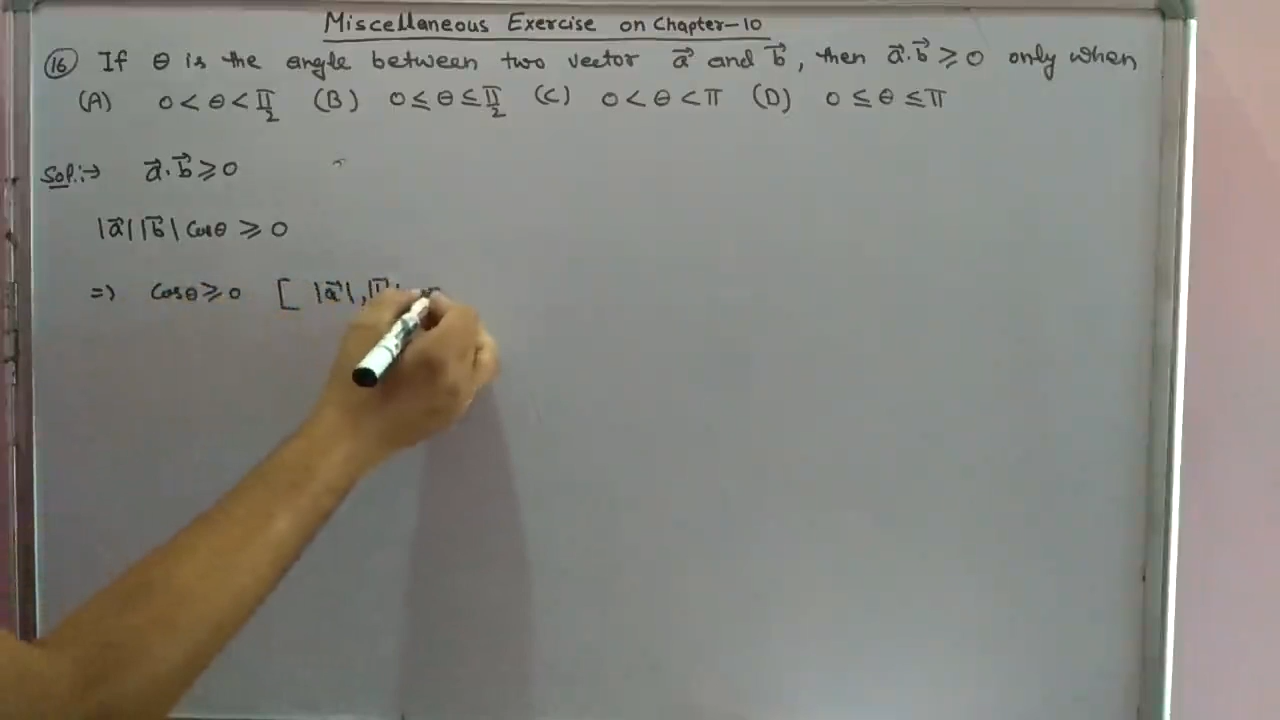 Miscellaneous Exercise on Chapter-10
(16) If θ is the angle between two vector a⃗ and b⃗, then a⃗.b⃗ ≥ 0 only when
(A) 0 < θ < π/2 (B) 0 ≤ θ ≤ π/2 (C) 0 < θ < π (D) 0 ≤ θ ≤ π
Sol:→ a⃗.b⃗ ≥ 0
|a⃗||b⃗| cosθ ≥ 0
=> cosθ ≥ 0 [ |a⃗|,